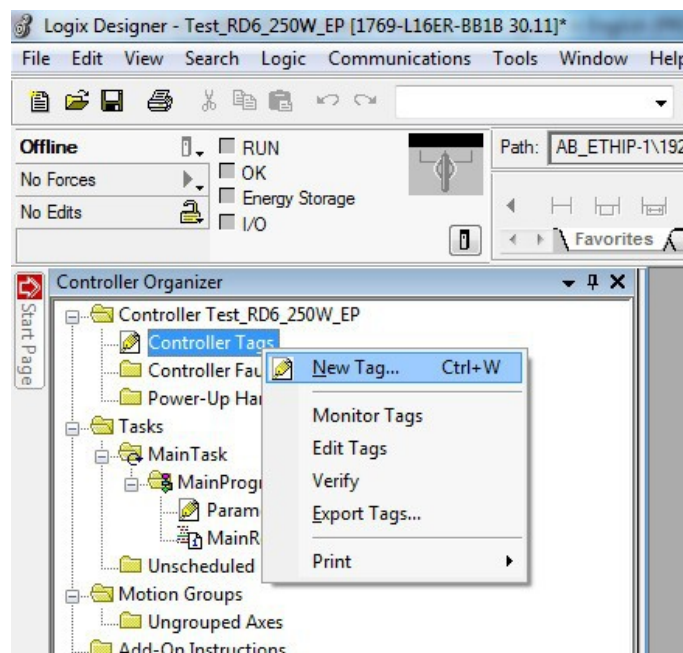 Logix Designer - Test_RD6_250W_EP [1769-L16ER-BB1B 30.11]*
File Edit View Search Logic Communications Tools Window Help
Offline
RUN
Path: AB_ETHIP-1\192
No Forces
OK
Energy Storage
No Edits
I/O
Favorites
Start Page
Controller Organizer
Controller Test_RD6_250W_EP
Controller Tags
Controller Fau
New Tag... Ctrl+W
Power-Up Ha
Monitor Tags
Tasks
Edit Tags
MainTask
Verify
MainProgr
Export Tags...
Param
MainR
Print
Unscheduled
Motion Groups
Ungrouped Axes
Add-On Instructions